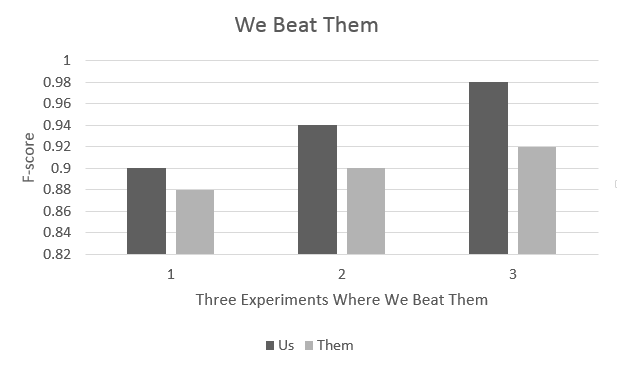 We Beat Them
1
0.98
0.96
0.94
0.92
0.9
0.88
0.86
0.84
0.82
F-score
1 2 3
Three Experiments Where We Beat Them
Us Them